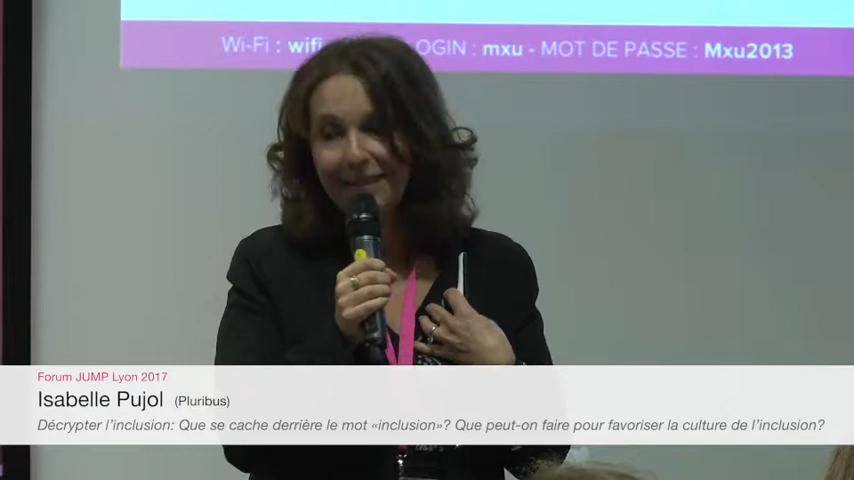 Wi-Fi : wifi OGIN : mxu - MOT DE PASSE : Mxu2013
Forum JUMP Lyon 2017
Isabelle Pujol (Pluribus)
Décrypter l’inclusion: Que se cache derrière le mot «inclusion»? Que peut-on faire pour favoriser la culture de l’inclusion?